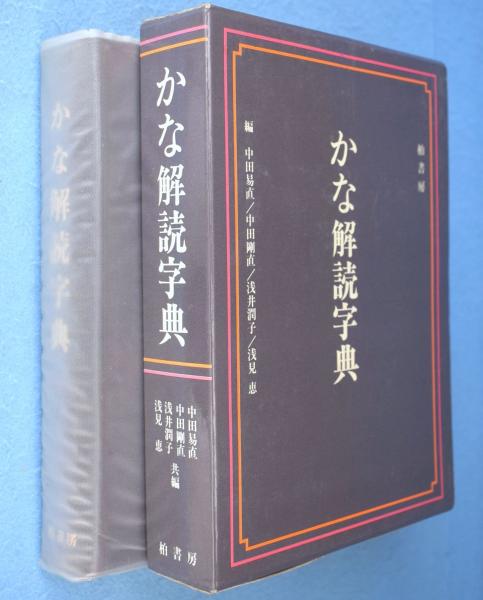 柏書房
かな解読字典
編 中田易直/中田剛直/浅井潤子/浅見 恵
かな解読字典
中田易直
中田剛直
浅井潤子
浅見 恵
共編
柏書房
かな解読字典
柏書房